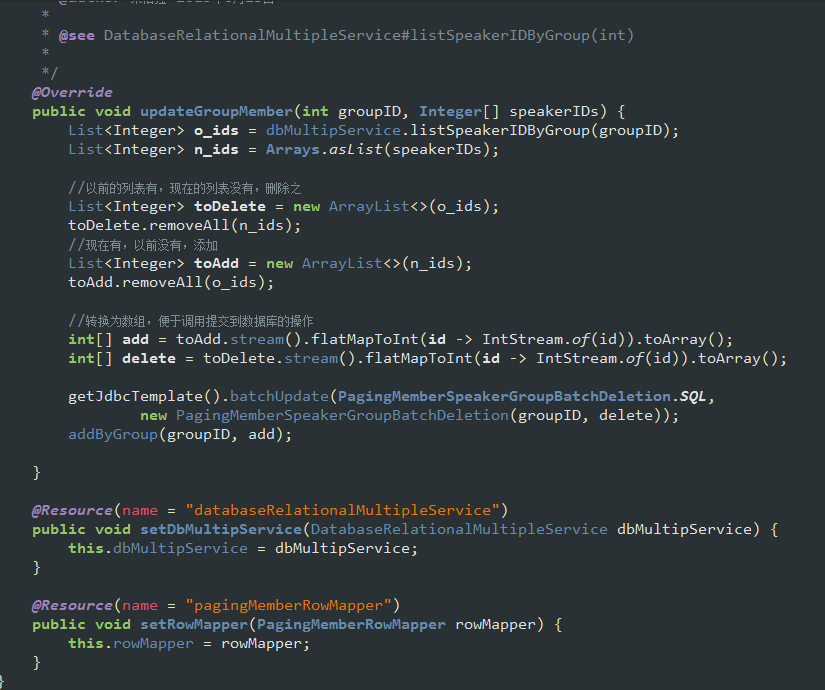 *
 * @see DatabaseRelationalMultipleService#listSpeakerIDByGroup(int)
 *
 */
@Override
public void updateGroupMember(int groupID, Integer[] speakerIDs) {
    List<Integer> o_ids = dbMultipService.listSpeakerIDByGroup(groupID);
    List<Integer> n_ids = Arrays.asList(speakerIDs);

    //以前的列表有，现在的列表没有，删除之
    List<Integer> toDelete = new ArrayList<>(o_ids);
    toDelete.removeAll(n_ids);
    //现在有，以前没有，添加
    List<Integer> toAdd = new ArrayList<>(n_ids);
    toAdd.removeAll(o_ids);

    //转换为数组，便于调用提交到数据库的操作
    int[] add = toAdd.stream().flatMapToInt(id -> IntStream.of(id)).toArray();
    int[] delete = toDelete.stream().flatMapToInt(id -> IntStream.of(id)).toArray();

    getJdbcTemplate().batchUpdate(PagingMemberSpeakerGroupBatchDeletion.SQL,
            new PagingMemberSpeakerGroupBatchDeletion(groupID, delete));
    addByGroup(groupID, add);

}

@Resource(name = "databaseRelationalMultipleService")
public void setDbMultipService(DatabaseRelationalMultipleService dbMultipService) {
    this.dbMultipService = dbMultipService;
}

@Resource(name = "pagingMemberRowMapper")
public void setRowMapper(PagingMemberRowMapper rowMapper) {
    this.rowMapper = rowMapper;
}
}